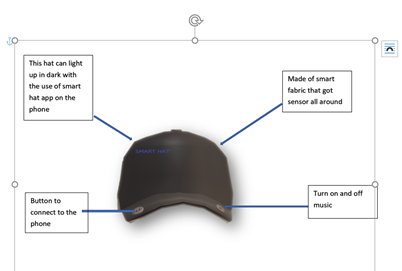 This hat can light
up in dark with
the use of smart
hat app on the
phone
Made of smart
fabric that got
sensor all around
SMART HAT
Button to
connect to the
phone
Turn on and off
music